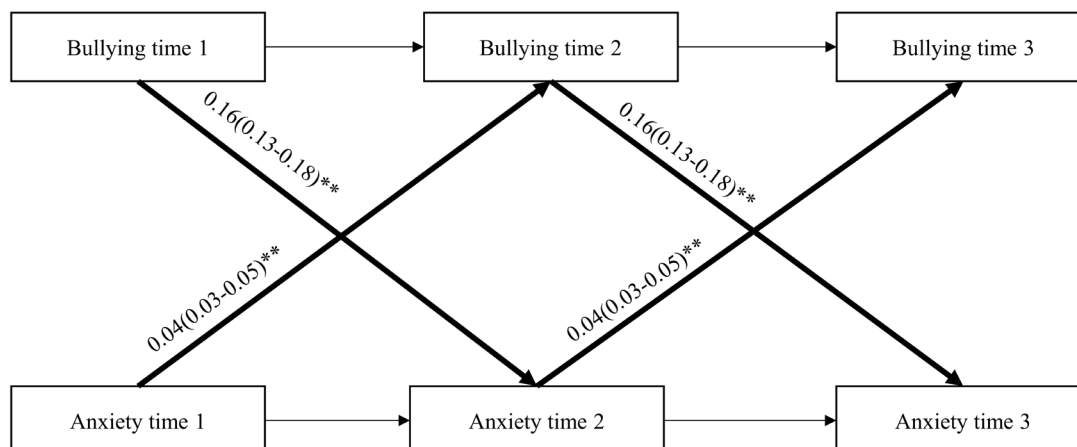 Bullying time 1
Bullying time 2
Bullying time 3
0.16(0.13-0.18)**
0.16(0.13-0.18)**
0.04(0.03-0.05)**
0.04(0.03-0.05)**
Anxiety time 1
Anxiety time 2
Anxiety time 3